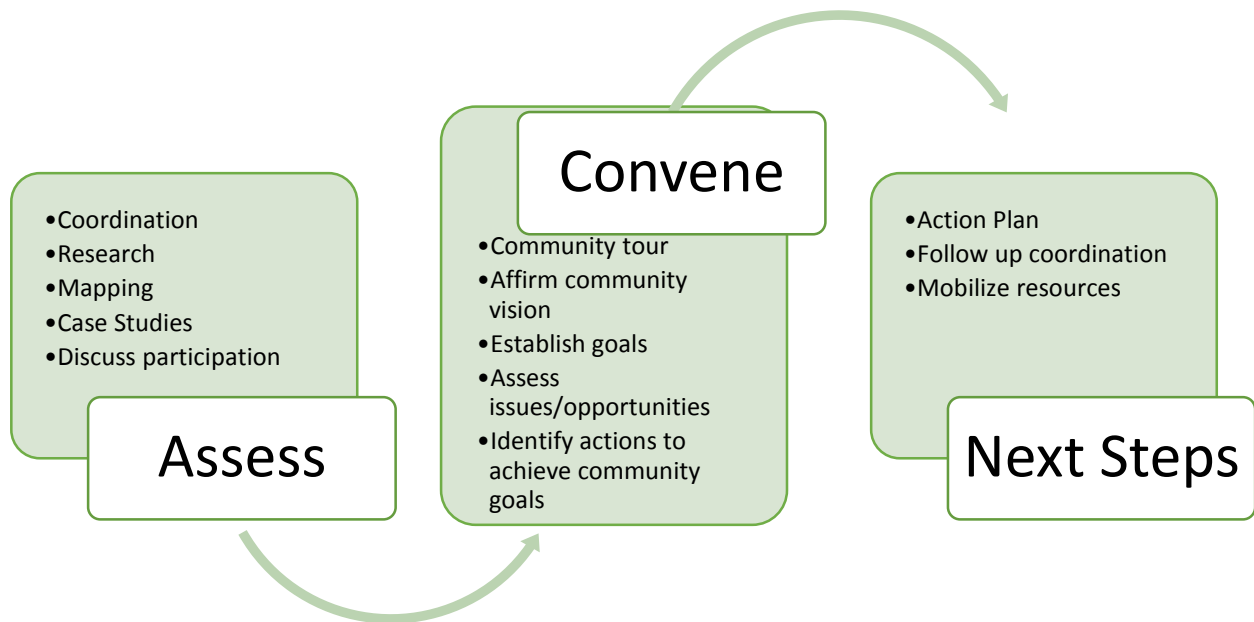 •Coordination
•Research
•Mapping
•Case Studies
•Discuss participation
Assess
Convene
•Community tour
•Affirm community
vision
•Establish goals
•Assess
issues/opportunities
•Identify actions to
achieve community
goals
•Action Plan
•Follow up coordination
•Mobilize resources
Next Steps